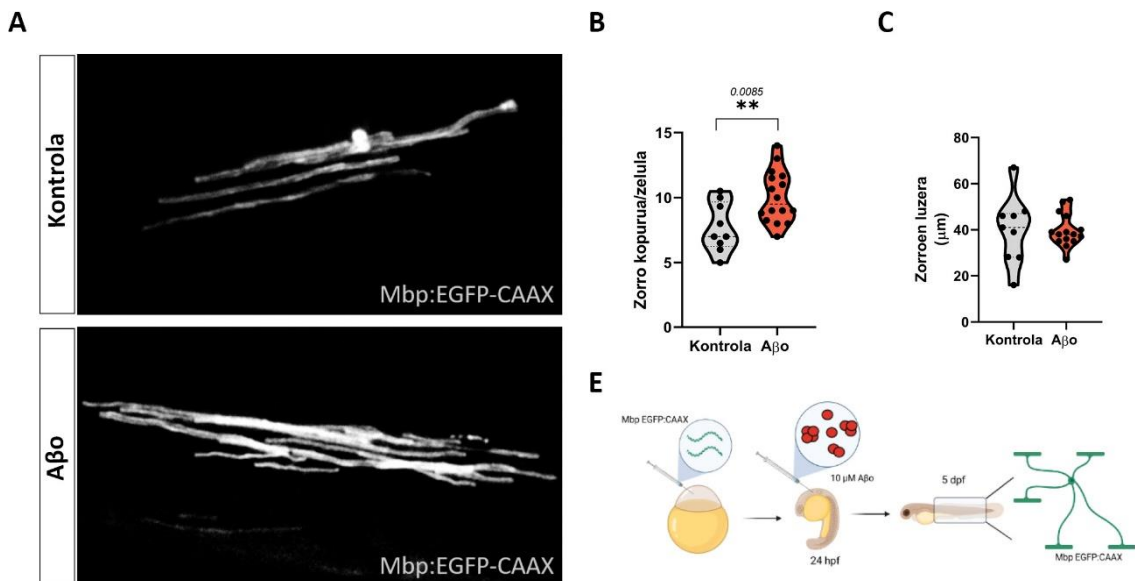 A
Kontrola
Mbp:EGFP-CAAX
Aβo
Mbp:EGFP-CAAX
B
0.0085
**
Zorro kopurua/zelula
15
10
5
0
Kontrola Aβo
C
Zorroen luzera
(μm)
80
60
40
20
0
Kontrola Aβo
E
Mbp EGFP:CAAX
10 μM Aβo
24 hpf
5 dpf
Mbp EGFP:CAAX